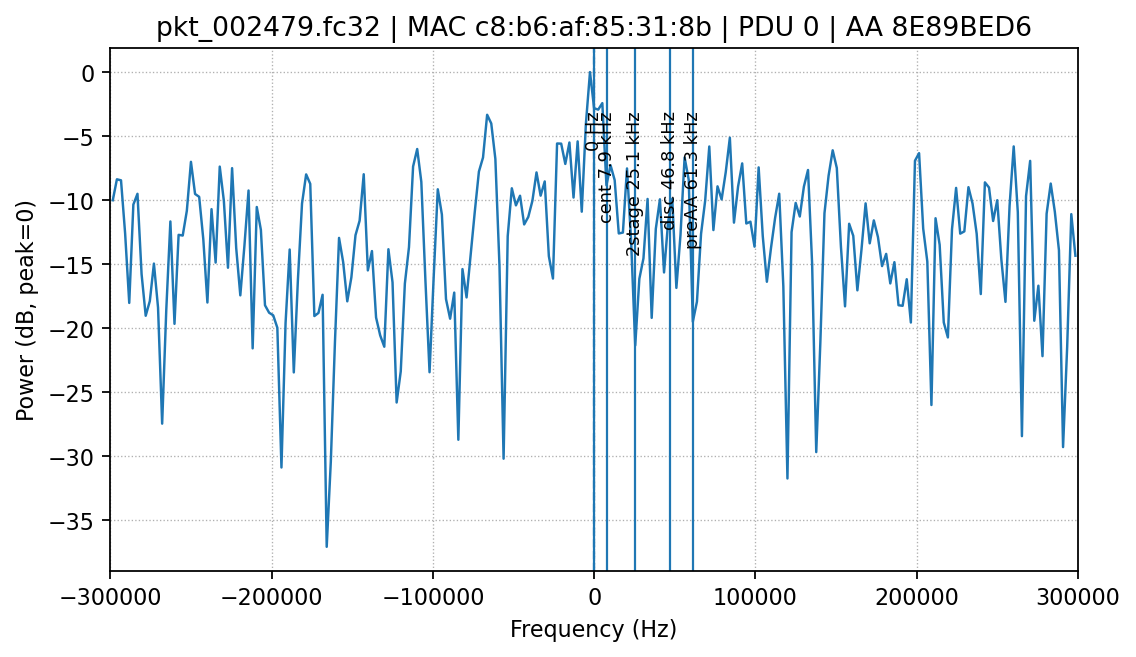 pkt_002479.fc32 | MAC c8:b6:af:85:31:8b | PDU 0 | AA 8E89BED6
Power (dB, peak=0)
0
−5
−10
−15
−20
−25
−30
−35
0 Hz
cent 7.9 kHz
2stage 25.1 kHz
disc 46.8 kHz
preAA 61.3 kHz
−300000
−200000
−100000
0
100000
200000
300000
Frequency (Hz)